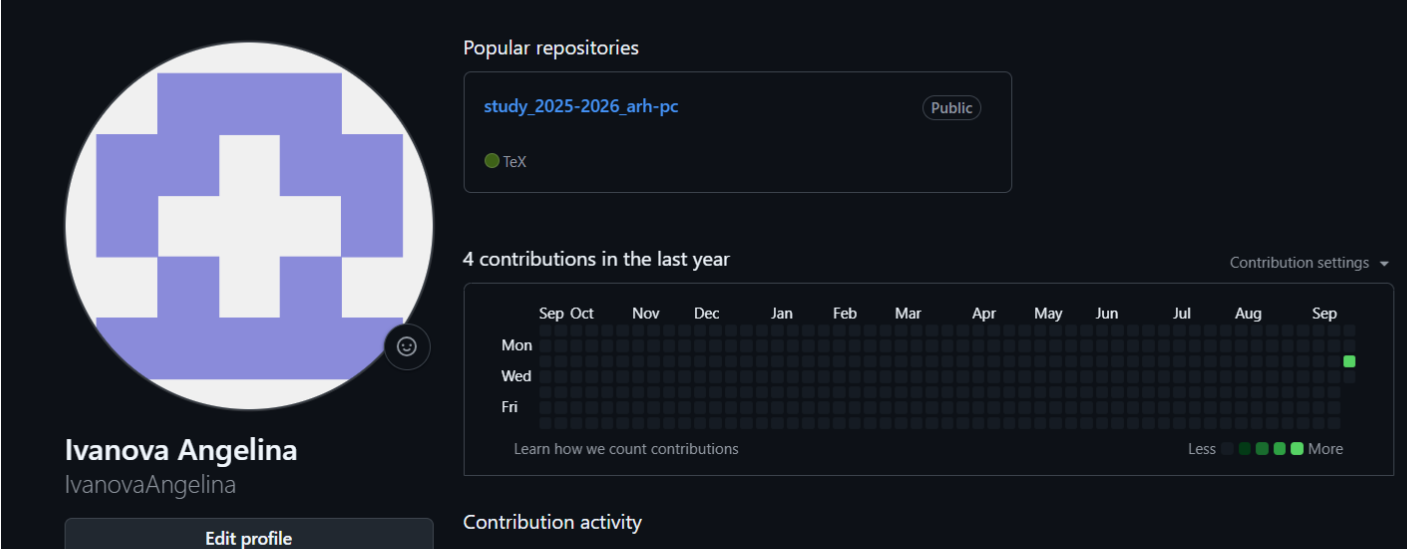 Popular repositories
study_2025-2026_arh-pc
Public
TeX
4 contributions in the last year
Contribution settings
Sep Oct Nov Dec Jan Feb Mar Apr May Jun Jul Aug Sep
Mon
Wed
Fri
Learn how we count contributions
Less More
Ivanova Angelina
IvanovaAngelina
Edit profile
Contribution activity